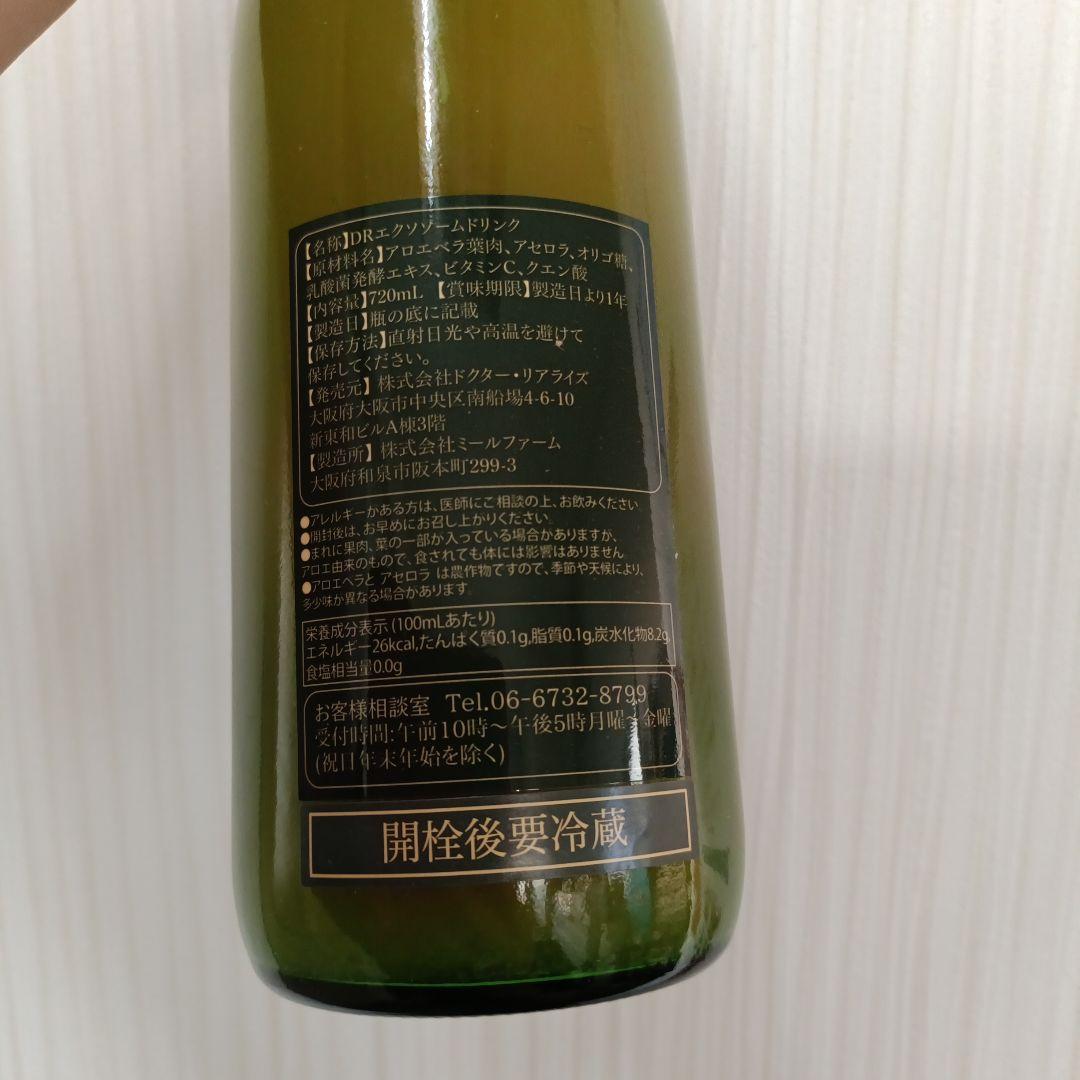 【名称】DRエクソソームドリンク
【原材料名】アロエベラ葉肉、アセロラ、オリゴ糖、
乳酸菌発酵エキス、ビタミンC、クエン酸
【内容量】720mL 【賞味期限】製造日より1年
【製造日】瓶の底に記載
【保存方法】直射日光や高温を避けて
保存してください。
【発売元】株式会社ドクター・リアライズ
大阪府大阪市中央区南船場4-6-10
新東和ビルA棟3階
【製造所】株式会社ミールファーム
大阪府和泉市阪本町299-3
●アレルギーがある方は、医師にご相談の上、お飲みください。
●開封後は、お早めにお召し上がりください。
●まれに果肉、葉の一部が入っている場合がありますが、
アロエ由来のもので、食されても体には影響はありません。
●アロエベラと アセロラ は農作物ですので、季節や天候により、
多少味が異なる場合があります。
栄養成分表示(100mLあたり)
エネルギー26kcal,たんぱく質0.1g,脂質0.1g,炭水化物8.2g,
食塩相当量0.0g
お客様相談室 Tel.06-6732-8799
受付時間:午前10時～午後5時月曜～金曜
(祝日年末年始を除く)
開栓後要冷蔵